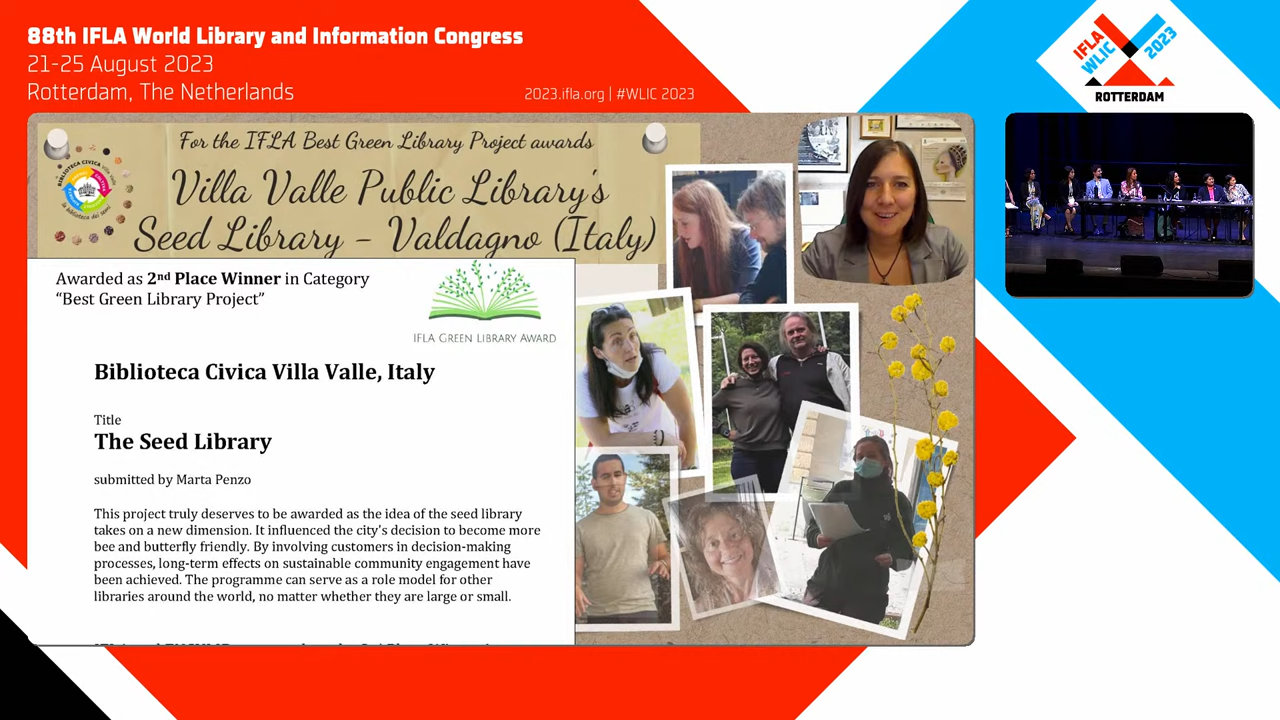 88th IFLA World Library and Information Congress
21-25 August 2023
Rotterdam, The Netherlands
2023.ifla.org | #WLIC 2023
IFLA
WLIC
2023
ROTTERDAM
For the IFLA Best Green Library Project awards
Villa Valle Public Library's
Seed Library - Valdagno (Italy)
BIBLIOTECA CIVICA
Awarded as 2nd Place Winner in Category
“Best Green Library Project”
IFLA GREEN LIBRARY AWARD
Biblioteca Civica Villa Valle, Italy
Title
The Seed Library
submitted by Marta Penzo
This project truly deserves to be awarded as the idea of the seed library
takes on a new dimension. It influenced the city's decision to become more
bee and butterfly friendly. By involving customers in decision-making
processes, long-term effects on sustainable community engagement have
been achieved. The programme can serve as a role model for other
libraries around the world, no matter whether they are large or small.